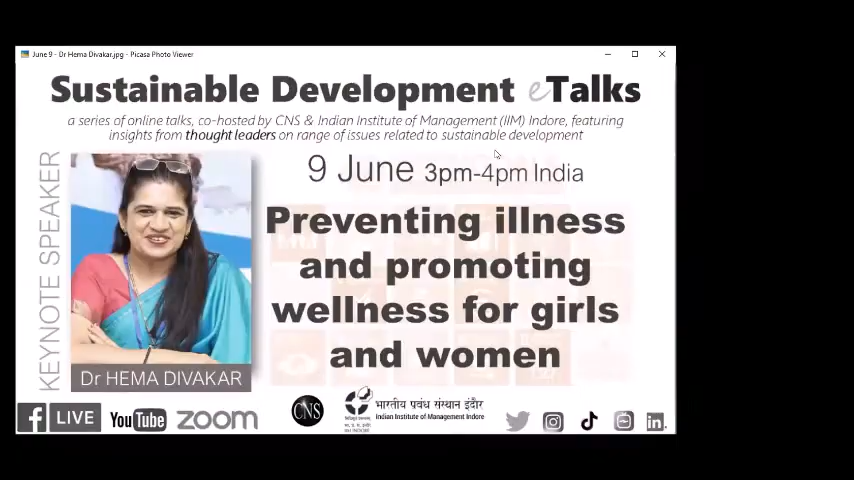 June 9 - Dr Hema Divakar.jpg - Picasa Photo Viewer
Sustainable Development eTalks
a series of online talks, co-hosted by CNS & Indian Institute of Management (IIM) Indore, featuring
insights from thought leaders on range of issues related to sustainable development
KEYNOTE SPEAKER
9 June 3pm-4pm India
Preventing illness
and promoting
wellness for girls
and women
Dr HEMA DIVAKAR
f LIVE
YouTube
zoom
CNS
भारतीय प्रबंध संस्थान इंदौर
Indian Institute of Management Indore
in.